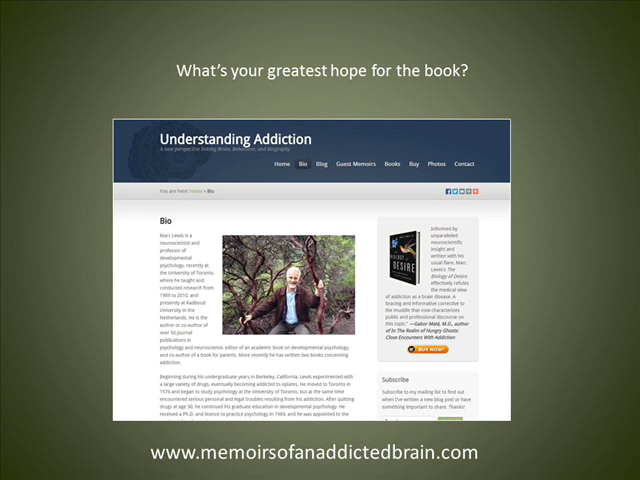 What's your greatest hope for the book?
Understanding Addiction
A new perspective linking Brain, Behaviour, and Biography
Home Bio Blog Guest Memoirs Books Buy Photos Contact
You are here: Home » Bio
Bio
Marc Lewis is a
neuroscientist and
professor of
developmental
psychology, recently at
the University of Toronto,
where he taught and
conducted research from
1989 to 2010, and
presently at Radboud
University in the
Netherlands. He is the
author or co-author of
over 50 journal
publications in
psychology and neuroscience, editor of an academic book on developmental psychology,
and co-author of a book for parents. More recently he has written two books concerning
addiction.
Beginning during his undergraduate years in Berkeley, California, Lewis experimented with
a large variety of drugs, eventually becoming addicted to opiates. He moved to Toronto in
1976 and began to study psychology at the University of Toronto, but at the same time
encountered serious personal and legal troubles resulting from his addiction. After quitting
drugs at age 30, he continued his graduate education in developmental psychology. He
received a Ph.D. and licence to practice psychology in 1989, and he was appointed to the
BIOLOGY
of
DESIRE
Informed by
unparalleled
neuroscientific
insight and
written with his
usual flare, Marc
Lewis's The
Biology of Desire
effectively refutes
the medical view
of addiction as a brain disease. A
bracing and informative corrective to
the muddle that now characterizes
public and professional discourse on
this topic." —Gabor Maté, M.D., author
of In The Realm of Hungry Ghosts:
Close Encounters With Addiction
BUY NOW!
Subscribe
Subscribe to my mailing list to find out
when I've written a new blog post or have
something important to share. Thanks!
www.memoirsofanaddictedbrain.com